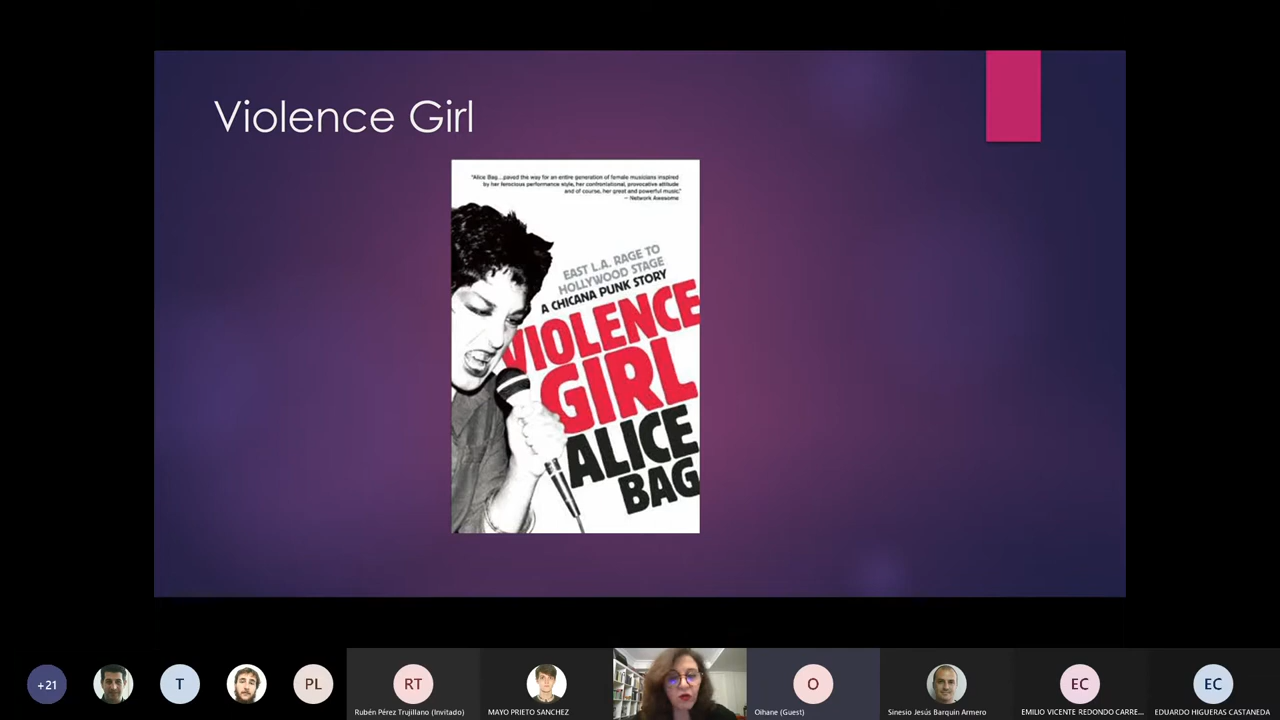 Violence Girl
"Alice Bag...paved the way for an entire generation of female musicians inspired
by her ferocious performance style, her confrontational, provocative attitude
and of course, her great and powerful music."
— Network Awesome
EAST L.A. RAGE TO
HOLLYWOOD STAGE
A CHICANA PUNK STORY
VIOLENCE
GIRL
ALICE
BAG
+21
T
PL
RT
Rubén Pérez Trujillano (Invitado)
MAYO PRIETO SANCHEZ
O
Oihane (Guest)
Sinesio Jesús Barquin Armero
EC
EMILIO VICENTE REDONDO CARRE...
EC
EDUARDO HIGUERAS CASTAÑEDA